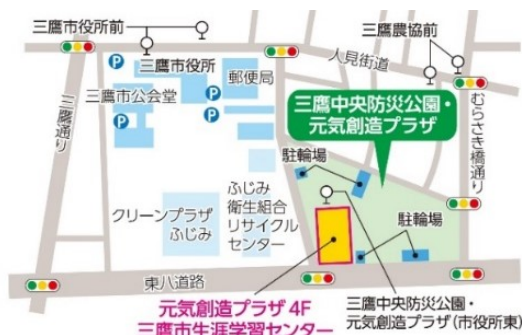 三鷹市役所前
三鷹農協前
人見街道
三鷹市役所
郵便局
三鷹市公会堂
P
P
P
P
三鷹通り
むらさき橋通り
三鷹中央防災公園・
元気創造プラザ
駐輪場
クリーンプラザ
ふじみ
ふじみ
衛生組合
リサイクル
センター
駐輪場
東八道路
元気創造プラザ 4F
三鷹市生涯学習センター
三鷹中央防災公園・
元気創造プラザ(市役所東)